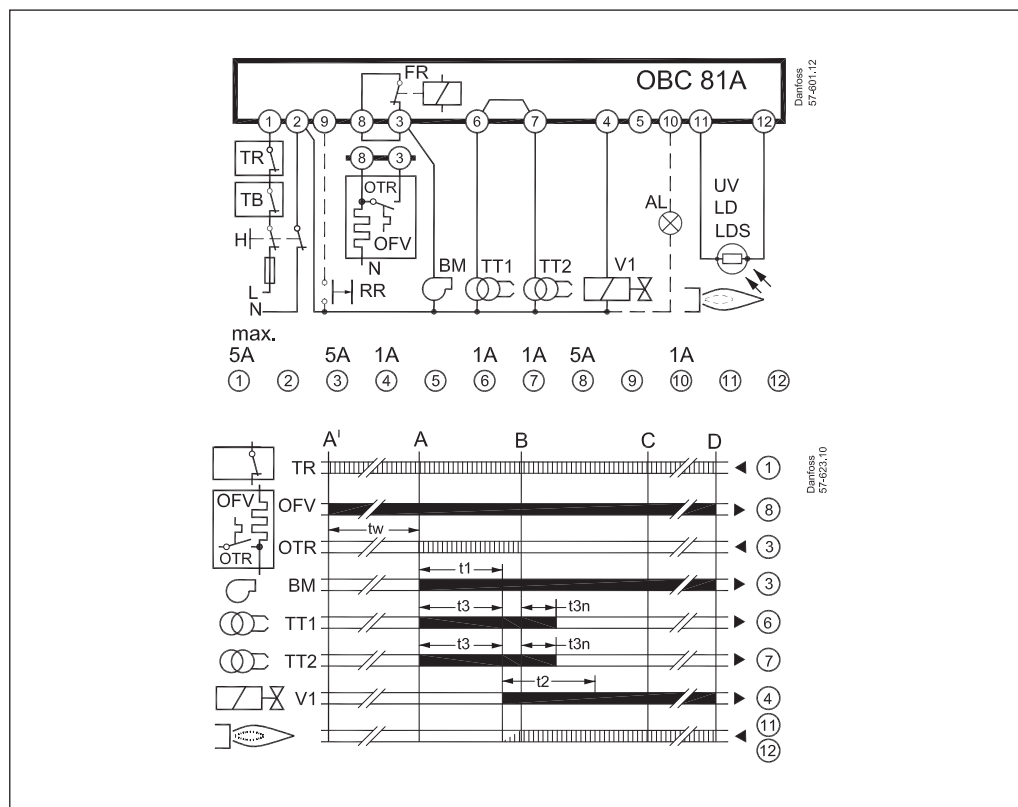 OBC 81A
Danfoss
57-601.12
FR
1 2 9 8 3 6 7 4 5 10 11 12
TR
8 3
TB
OTR
OFV
H
N
L
N
RR
BM
TT1
TT2
V1
AL
UV
LD
LDS
max.
5A 5A 1A 1A 1A 5A 1A
1 2 3 4 5 6 7 8 9 10 11 12
A' A B C D
Danfoss
57-623.10
TR 1
OFV
OFV 8
tw
OTR
OTR 3
t1
BM 3
t3 t3n
TT1 6
t3 t3n
TT2 7
t2
V1 4
11
12